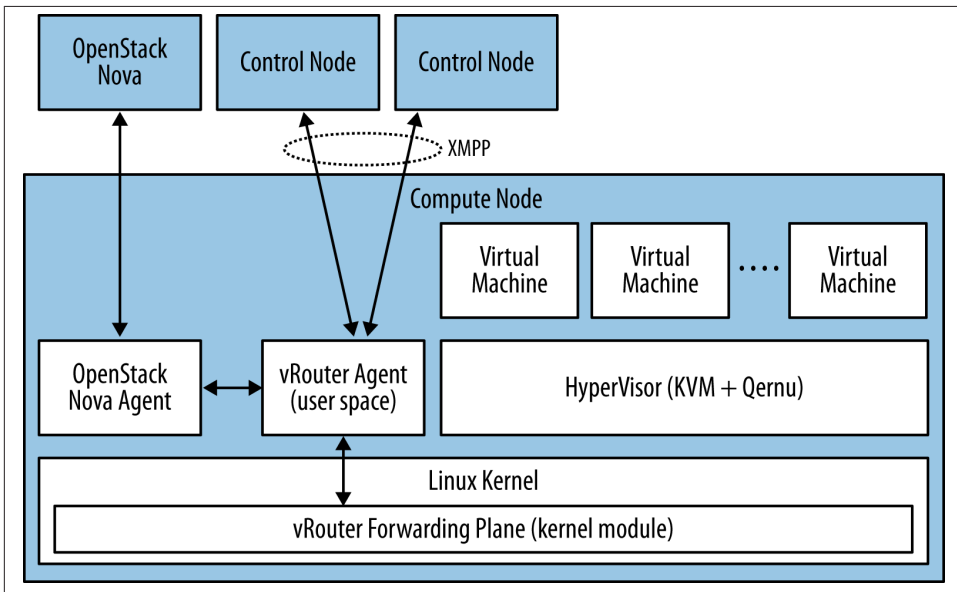 OpenStack
Nova
Control Node
Control Node
XMPP
Compute Node
Virtual
Machine
Virtual
Machine
....
Virtual
Machine
OpenStack
Nova Agent
vRouter Agent
(user space)
HyperVisor (KVM + Qernu)
Linux Kernel
vRouter Forwarding Plane (kernel module)